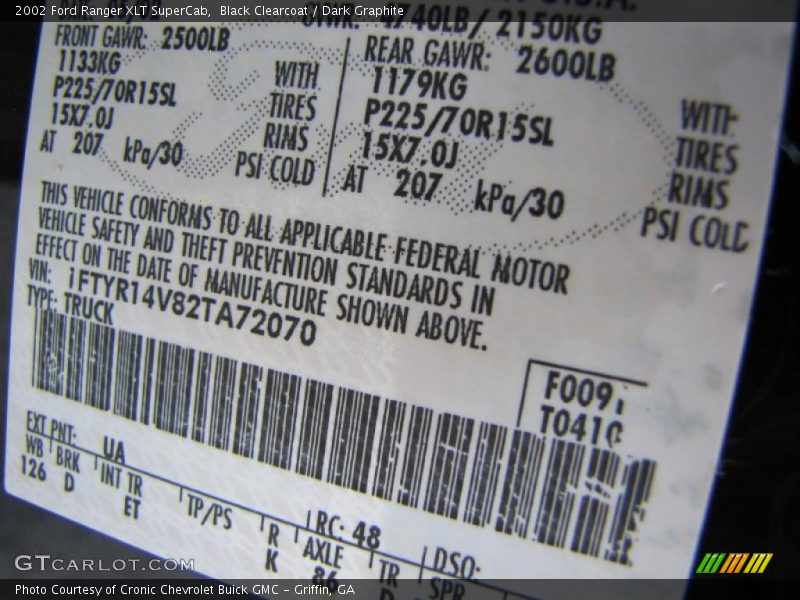 2002 Ford Ranger XLT SuperCab, Black Clearcoat / Dark Graphite
4740LB/ 2150KG
FRONT GAWR: 2500LB
1133KG WITH
P225/70R15SL TIRES
15X7.0J RIMS
AT 207 kPa/30 PSI COLD
REAR GAWR: 2600LB
1179KG WITH
P225/70R15SL TIRES
15X7.0J RIMS
AT 207 kPa/30 PSI COLD
THIS VEHICLE CONFORMS TO ALL APPLICABLE FEDERAL MOTOR
VEHICLE SAFETY AND THEFT PREVENTION STANDARDS IN
EFFECT ON THE DATE OF MANUFACTURE SHOWN ABOVE.
VIN: 1FTYR14V82TA72070
TYPE: TRUCK
F0091
T0410
EXT PNT: UA RC: 48 DSO:
WB BRK INT TR TP/PS R AXLE TR SPR
126 D ET K 86
GTCARLOT.COM
Photo Courtesy of Cronic Chevrolet Buick GMC – Griffin, GA